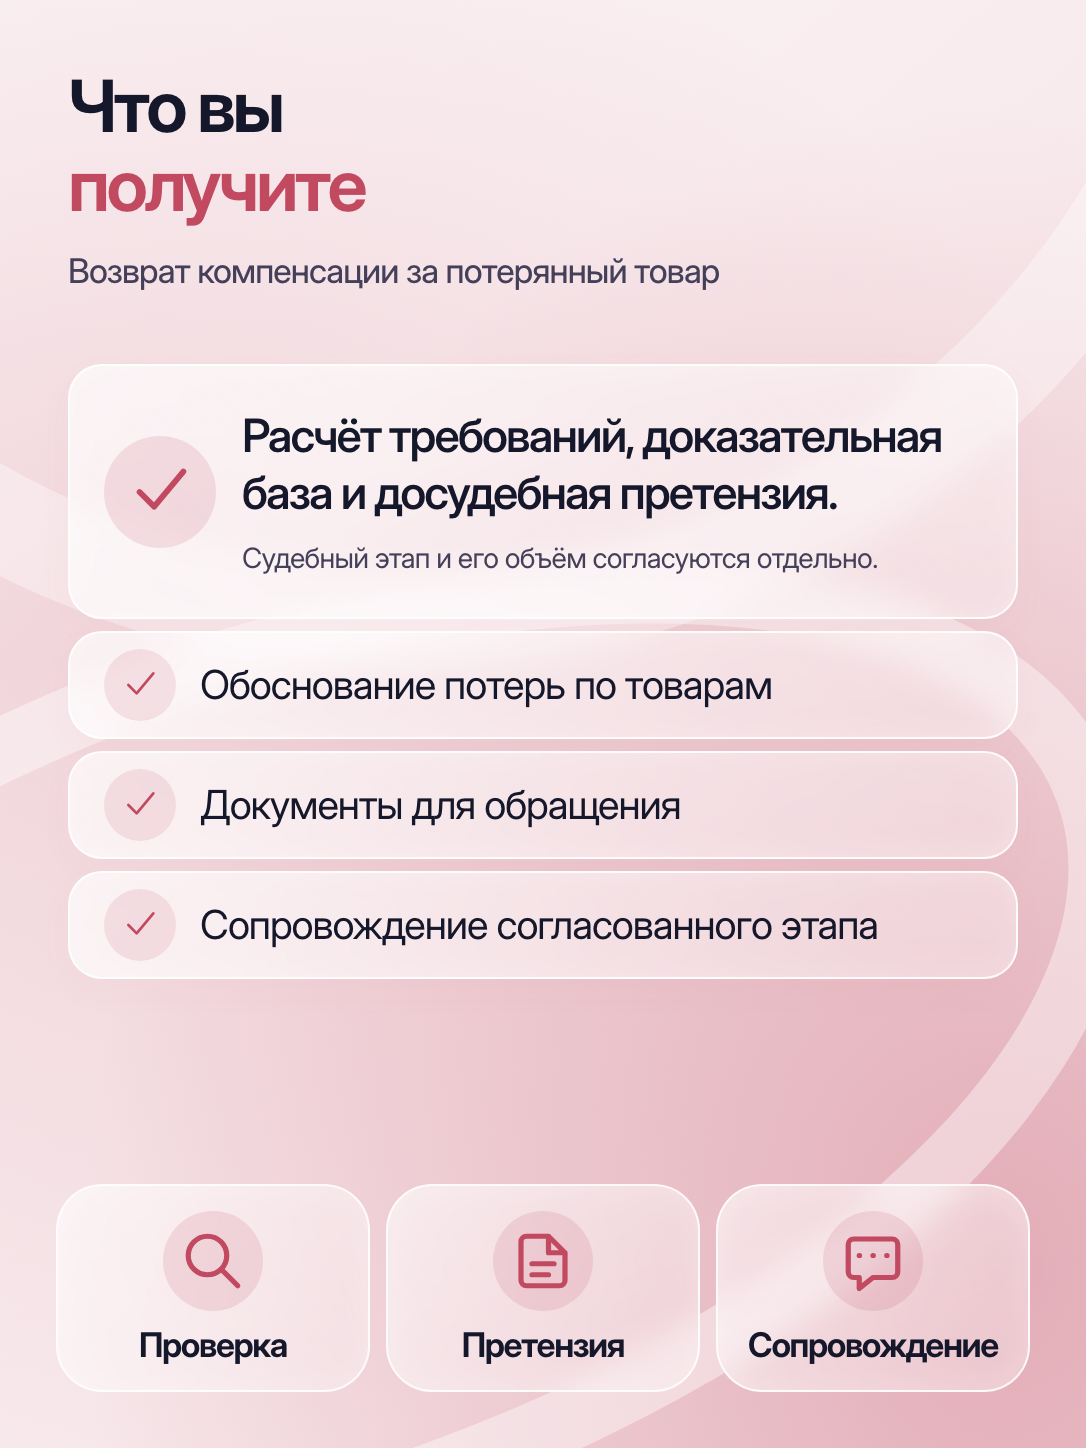 Что вы
получите
Возврат компенсации за потерянный товар
Расчёт требований, доказательная
база и досудебная претензия.
Судебный этап и его объём согласуются отдельно.
Обоснование потерь по товарам
Документы для обращения
Сопровождение согласованного этапа
Проверка
Претензия
Сопровождение